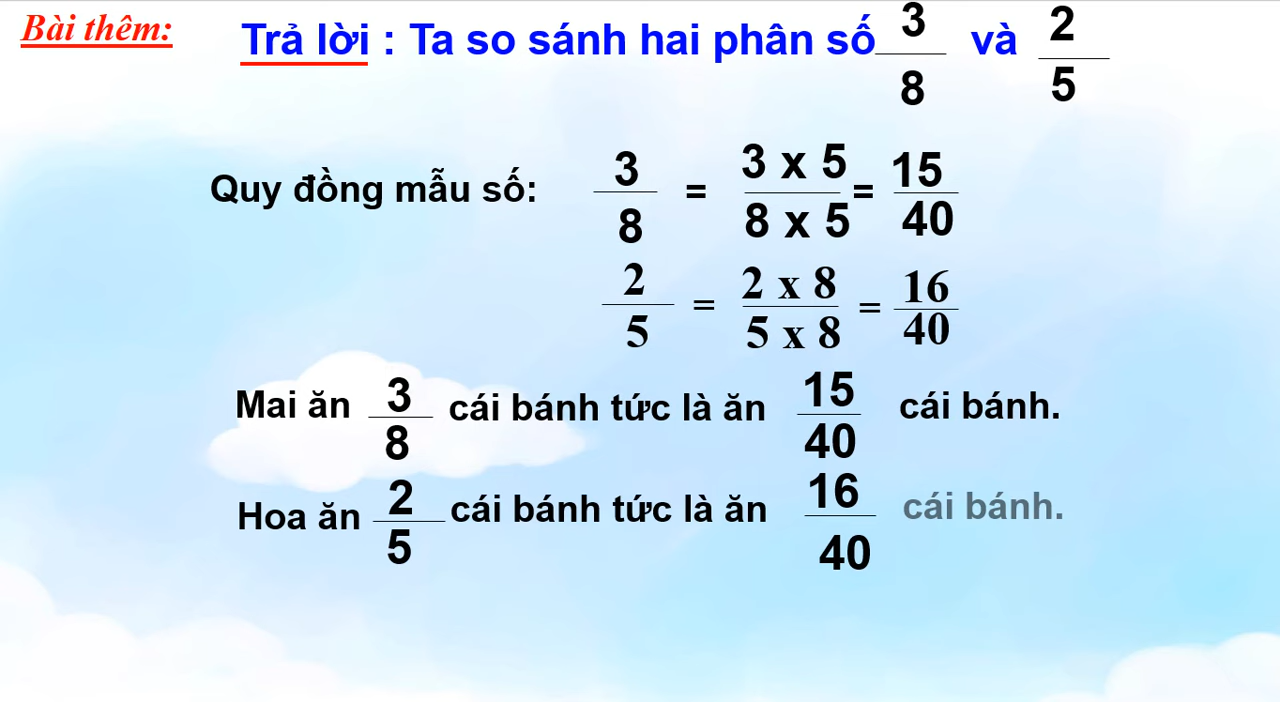 Bài thêm:
Trả lời : Ta so sánh hai phân số 3/8 và 2/5
Quy đồng mẫu số: 3/8 = 3 x 5 / 8 x 5 = 15/40
2/5 = 2 x 8 / 5 x 8 = 16/40
Mai ăn 3/8 cái bánh tức là ăn 15/40 cái bánh.
Hoa ăn 2/5 cái bánh tức là ăn 16/40 cái bánh.